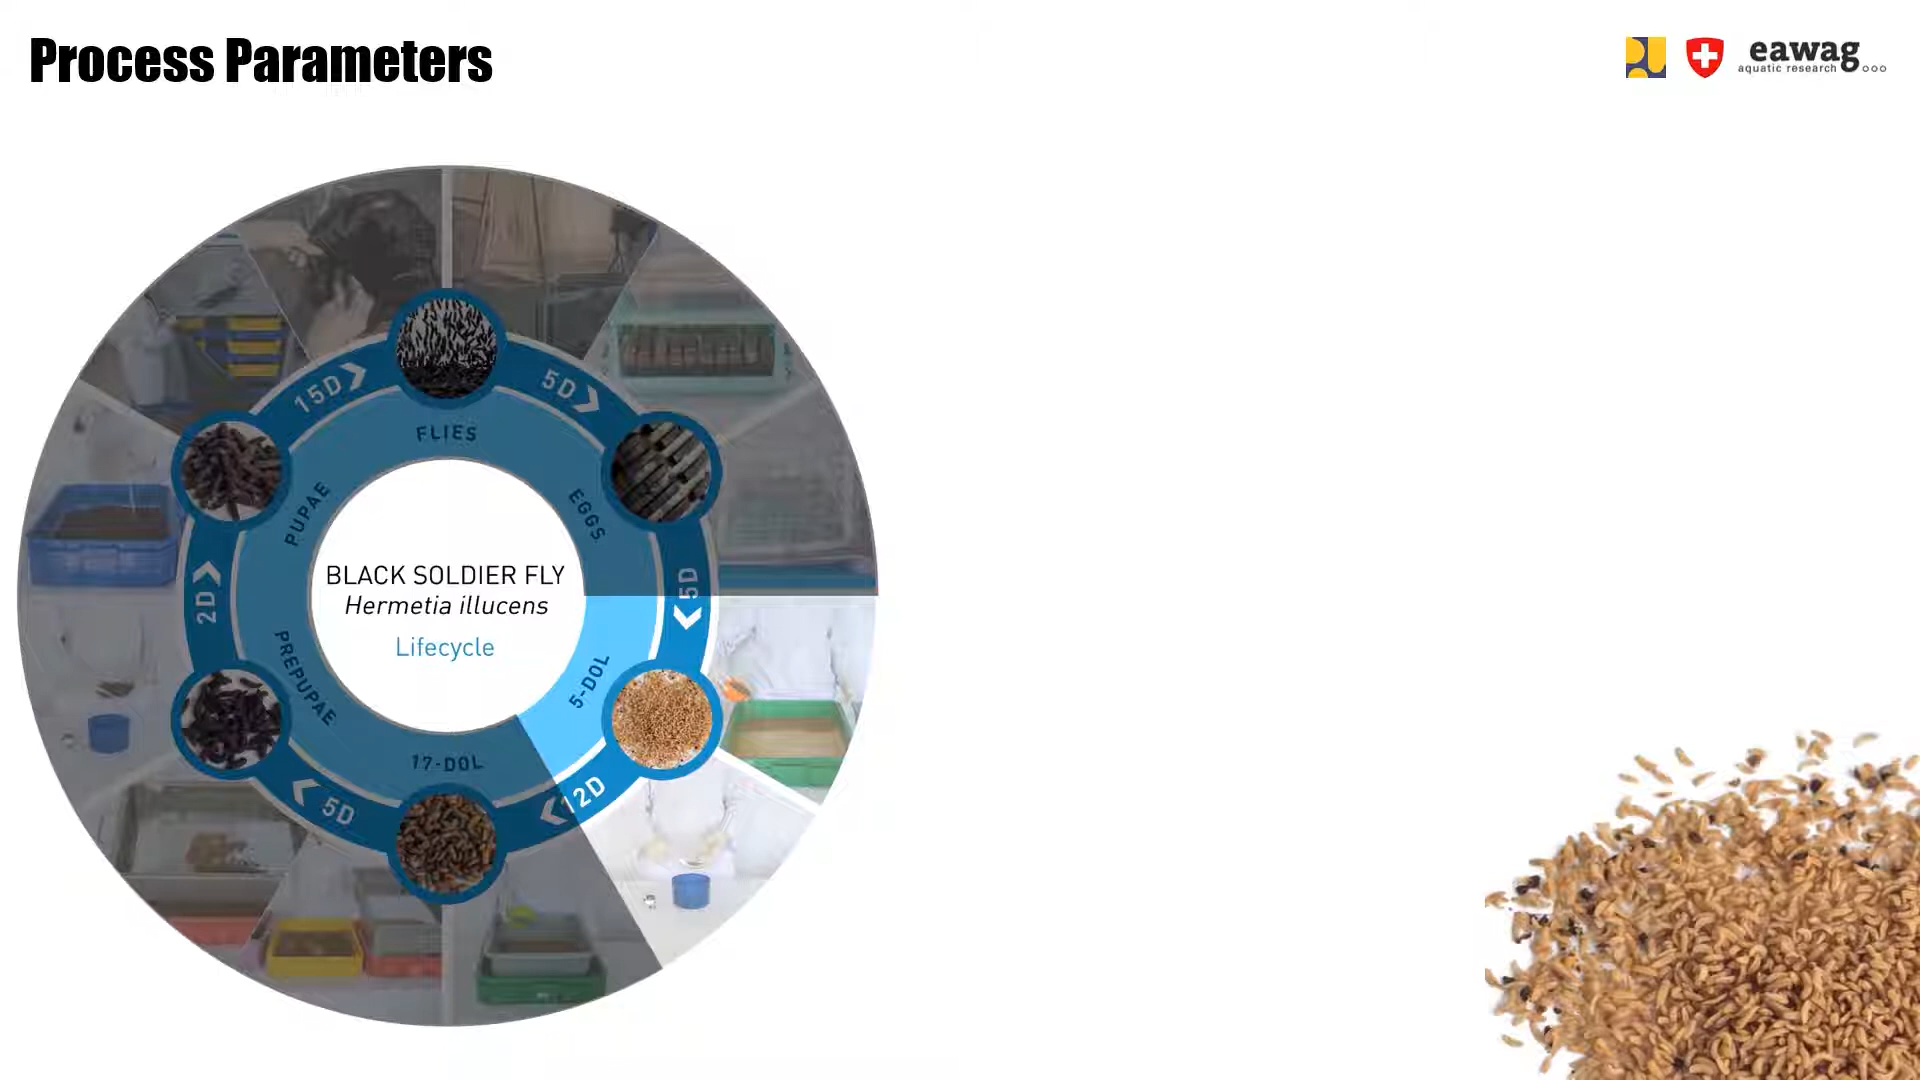 Process Parameters
eawag
aquatic research
15D
5D
FLIES
PUPAE
EGGS
BLACK SOLDIER FLY
Hermetia illucens
Lifecycle
5D
2D
PREPUPAE
5-DOL
17-DOL
12D
5D